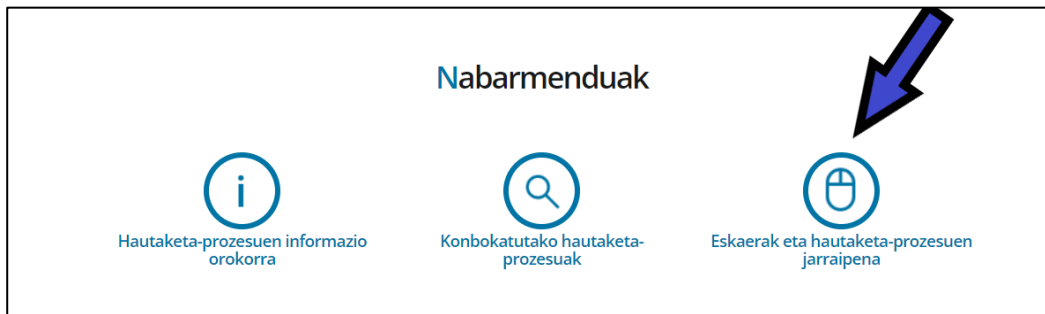 Nabarmenduak
Hautaketa-prozesuen informazio
orokorra
Konbokatutako hautaketa-
prozesuak
Eskaerak eta hautaketa-prozesuen
jarraipena